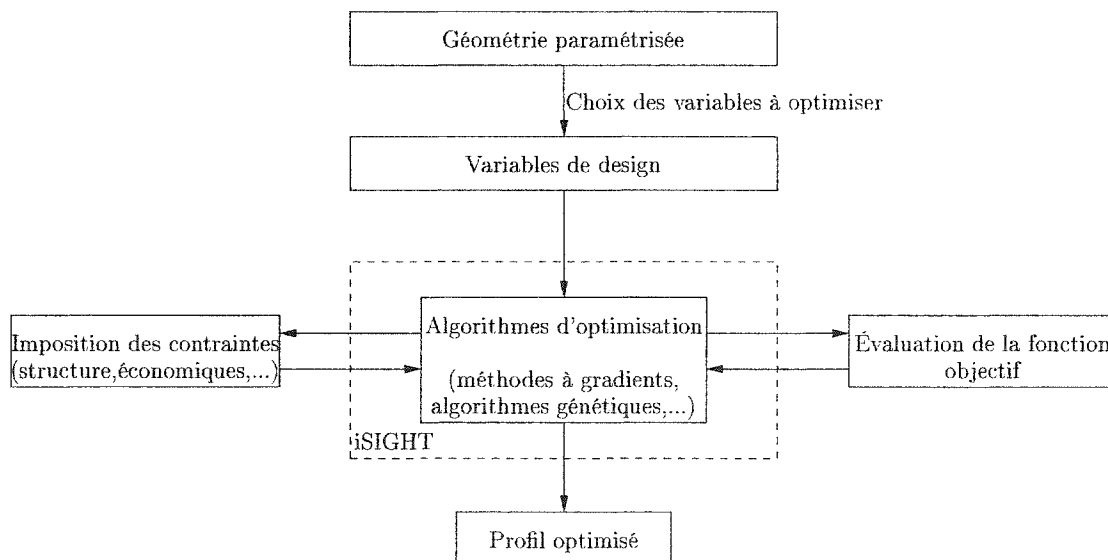 Géométrie paramétrisée
Choix des variables à optimiser
Variables de design
Algorithmes d'optimisation
(méthodes à gradients,
algorithmes génétiques,...)
Imposition des contraintes
(structure,économiques,...)
Évaluation de la fonction
objectif
iSIGHT
Profil optimisé